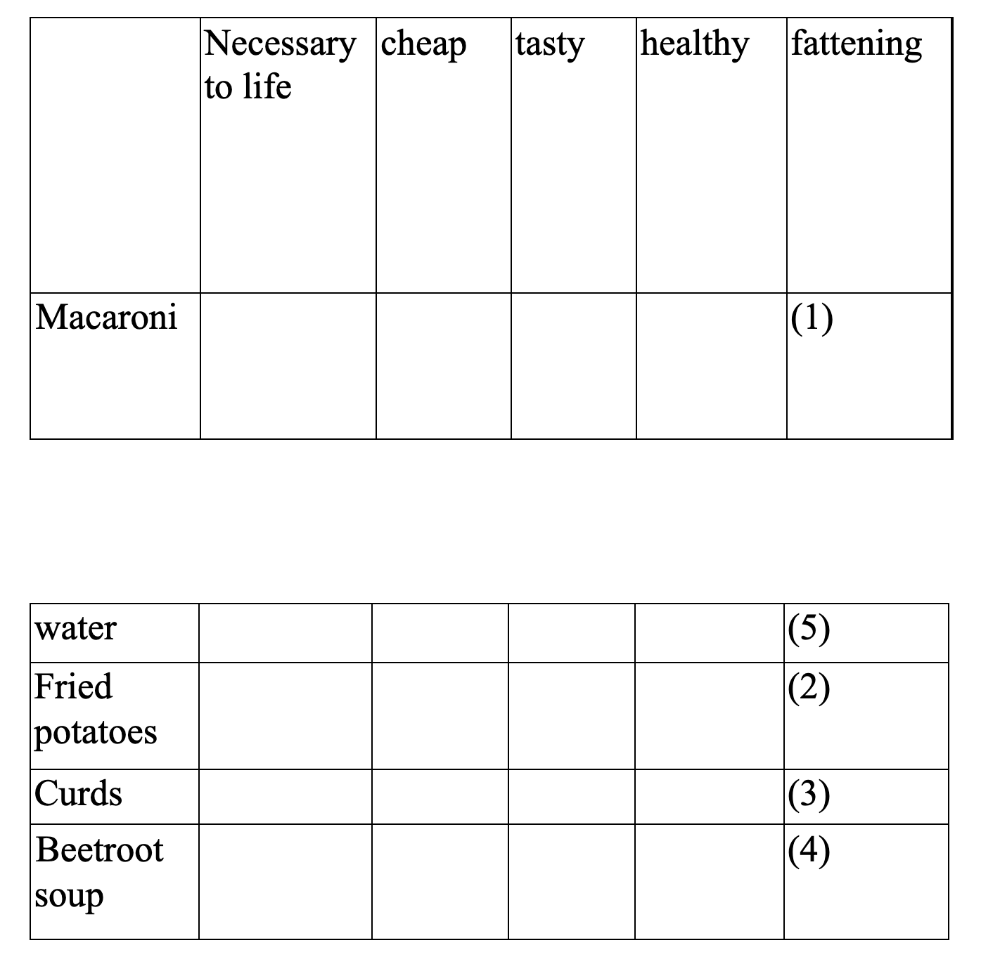 Necessary cheap tasty healthy fattening
to life
Macaroni (1)
water (5)
Fried (2)
potatoes
Curds (3)
Beetroot (4)
soup